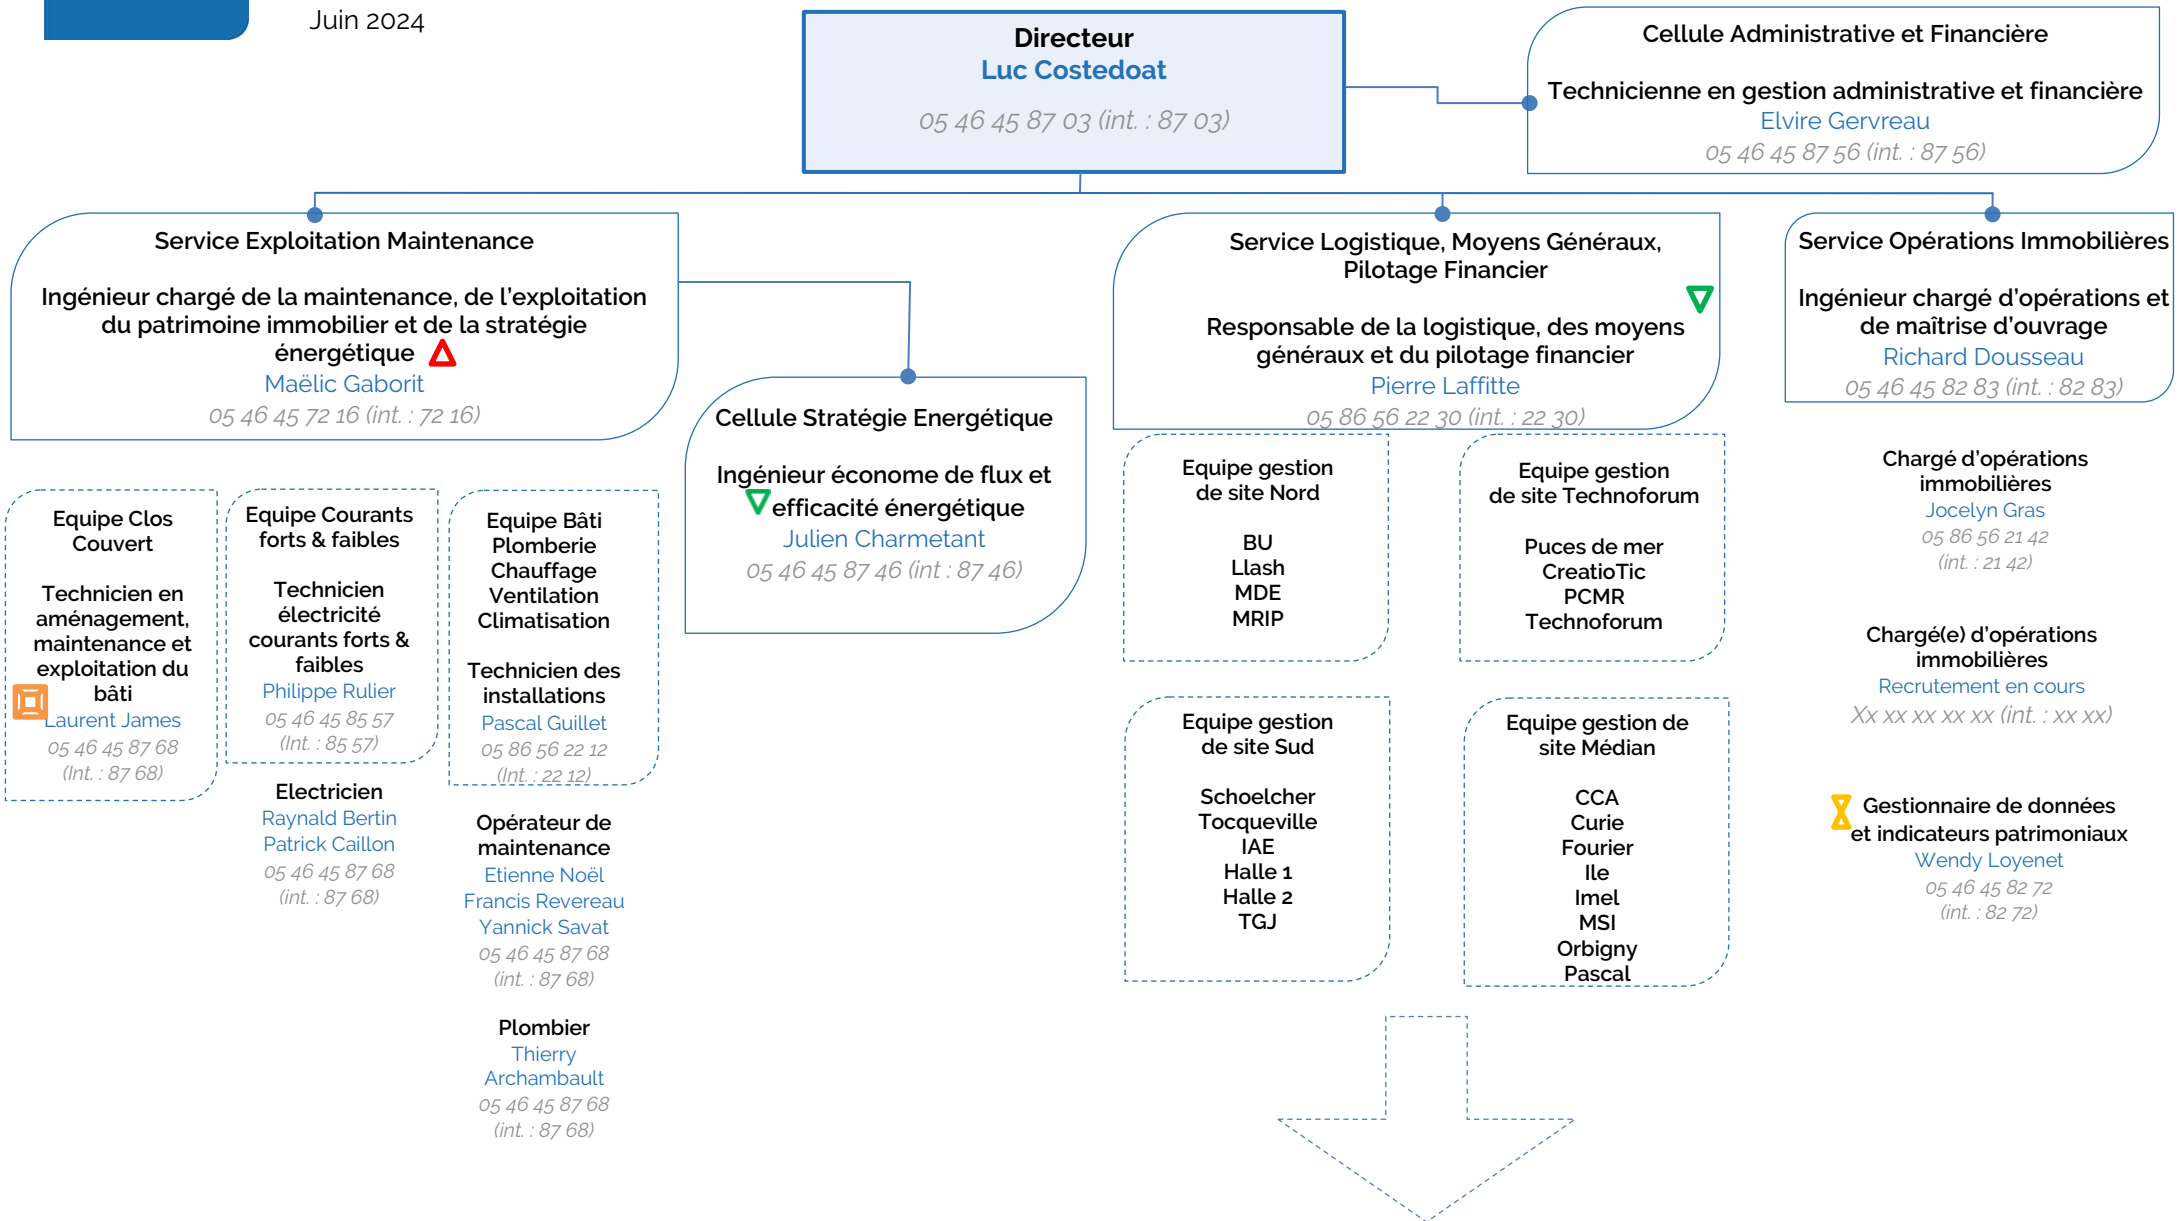 Juin 2024
Directeur
Luc Costedoat
05 46 45 87 03 (int. : 87 03)
Cellule Administrative et Financière
Technicienne en gestion administrative et financière
Elvire Gervreau
05 46 45 87 56 (int. : 87 56)
Service Exploitation Maintenance
Ingénieur chargé de la maintenance, de l'exploitation
du patrimoine immobilier et de la stratégie
énergétique
Maëlic Gaborit
05 46 45 72 16 (int. : 72 16)
Cellule Stratégie Energétique
Ingénieur économe de flux et
efficacité énergétique
Julien Charmetant
05 46 45 87 46 (int : 87 46)
Service Logistique, Moyens Généraux,
Pilotage Financier
Responsable de la logistique, des moyens
généraux et du pilotage financier
Pierre Laffitte
05 86 56 22 30 (int. : 22 30)
Service Opérations Immobilières
Ingénieur chargé d'opérations et
de maîtrise d'ouvrage
Richard Dousseau
05 46 45 82 83 (int. : 82 83)
Equipe Clos
Couvert
Technicien en
aménagement,
maintenance et
exploitation du
bâti
Laurent James
05 46 45 87 68
(Int. : 87 68)
Equipe Courants
forts & faibles
Technicien
électricité
courants forts &
faibles
Philippe Rulier
05 46 45 85 57
(Int. : 85 57)
Electricien
Raynald Bertin
Patrick Caillon
05 46 45 87 68
(int. : 87 68)
Equipe Bâti
Plomberie
Chauffage
Ventilation
Climatisation
Technicien des
installations
Pascal Guillet
05 86 56 22 12
(Int. : 22 12)
Opérateur de
maintenance
Etienne Noël
Francis Revereau
Yannick Savat
05 46 45 87 68
(int. : 87 68)
Plombier
Thierry
Archambault
05 46 45 87 68
(int. : 87 68)
Equipe gestion
de site Nord
BU
Llash
MDE
MRIP
Equipe gestion
de site Technoforum
Puces de mer
CreatioTic
PCMR
Technoforum
Equipe gestion
de site Sud
Schoelcher
Tocqueville
IAE
Halle 1
Halle 2
TGJ
Equipe gestion de
site Médian
CCA
Curie
Fourier
Ile
Imel
MSI
Orbigny
Pascal
Chargé d'opérations
immobilières
Jocelyn Gras
05 86 56 21 42
(int. : 21 42)
Chargé(e) d'opérations
immobilières
Recrutement en cours
Xx xx xx xx xx (int. : xx xx)
Gestionnaire de données
et indicateurs patrimoniaux
Wendy Loyenet
05 46 45 82 72
(int. : 82 72)